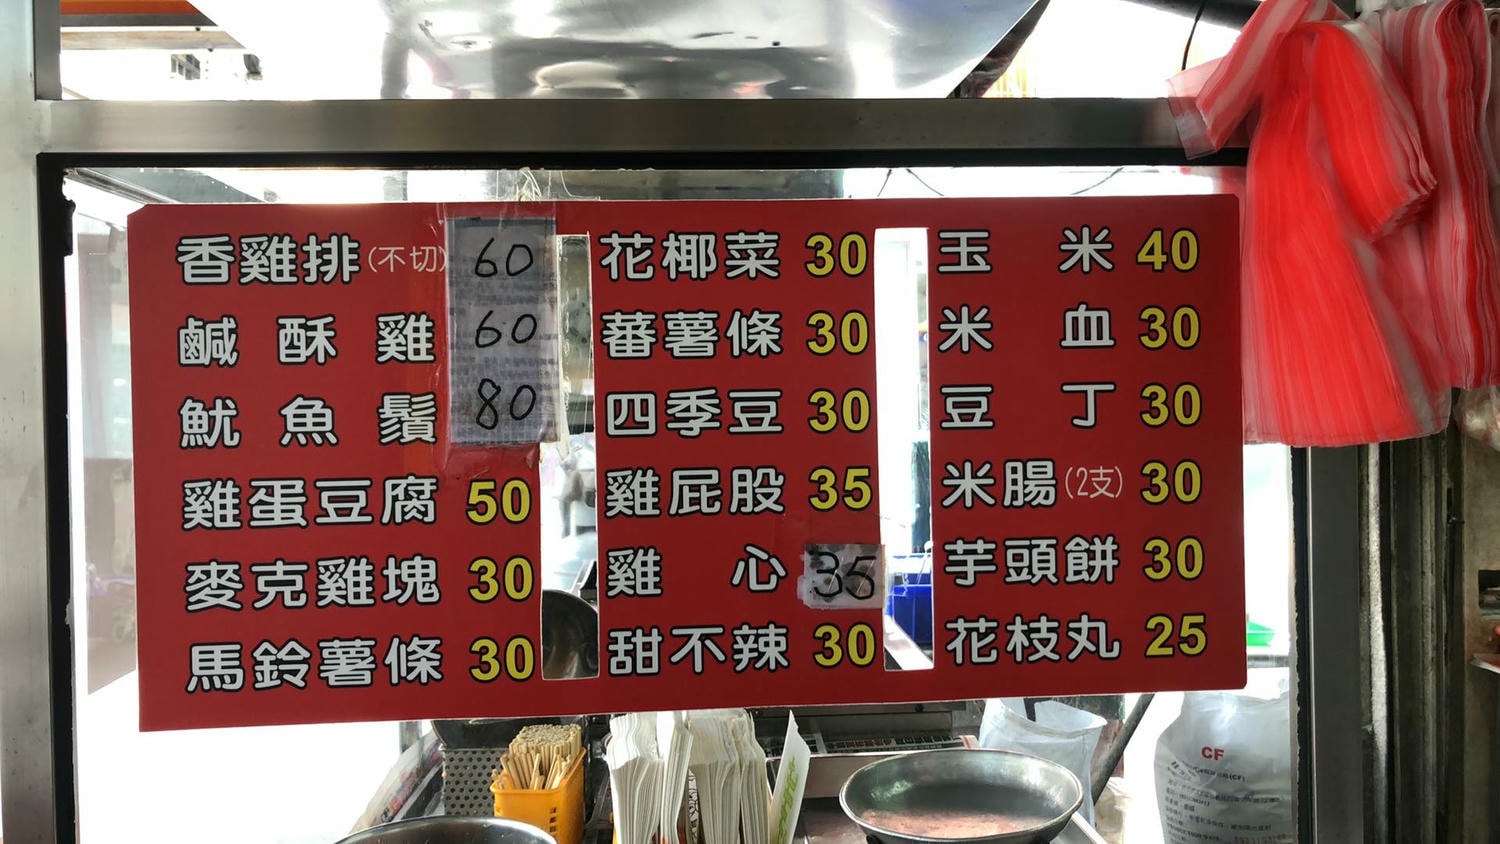 香雞排(不切) 60
鹹酥雞 60
魷魚鬚 80
雞蛋豆腐 50
麥克雞塊 30
馬鈴薯條 30
花椰菜 30
蕃薯條 30
四季豆 30
雞屁股 35
雞心 35
甜不辣 30
玉米 40
米血 30
豆丁 30
米腸(2支) 30
芋頭餅 30
花枝丸 25
CF